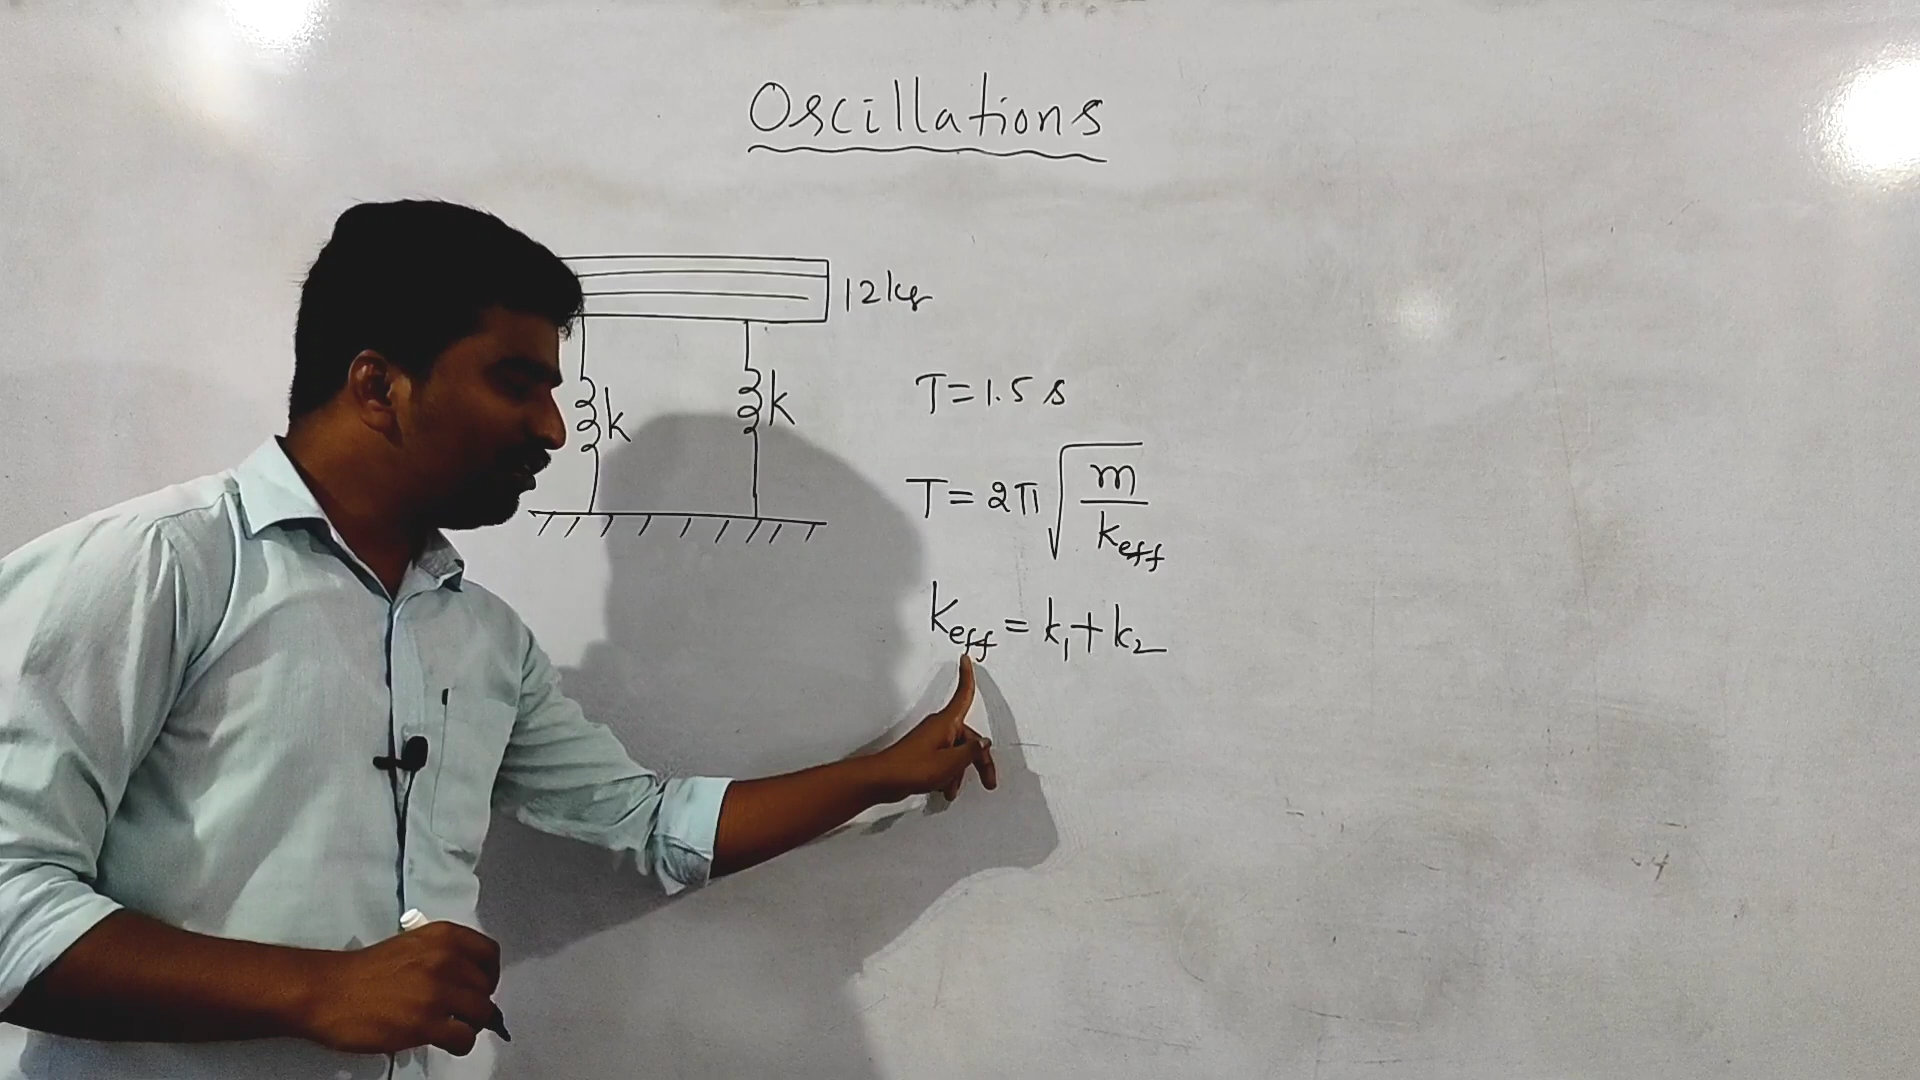 Oscillations
12kg
k
k
T=1.5 s
T=2π√(m/k_eff)
k_eff = k₁+k₂